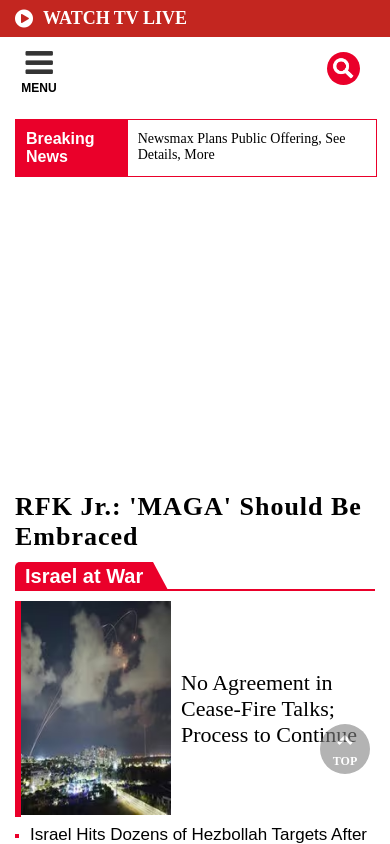 WATCH TV LIVE
MENU
Breaking
News
Newsmax Plans Public Offering, See
Details, More
RFK Jr.: 'MAGA' Should Be
Embraced
Israel at War
No Agreement in
Cease-Fire Talks;
Process to Continue
TOP
Israel Hits Dozens of Hezbollah Targets After